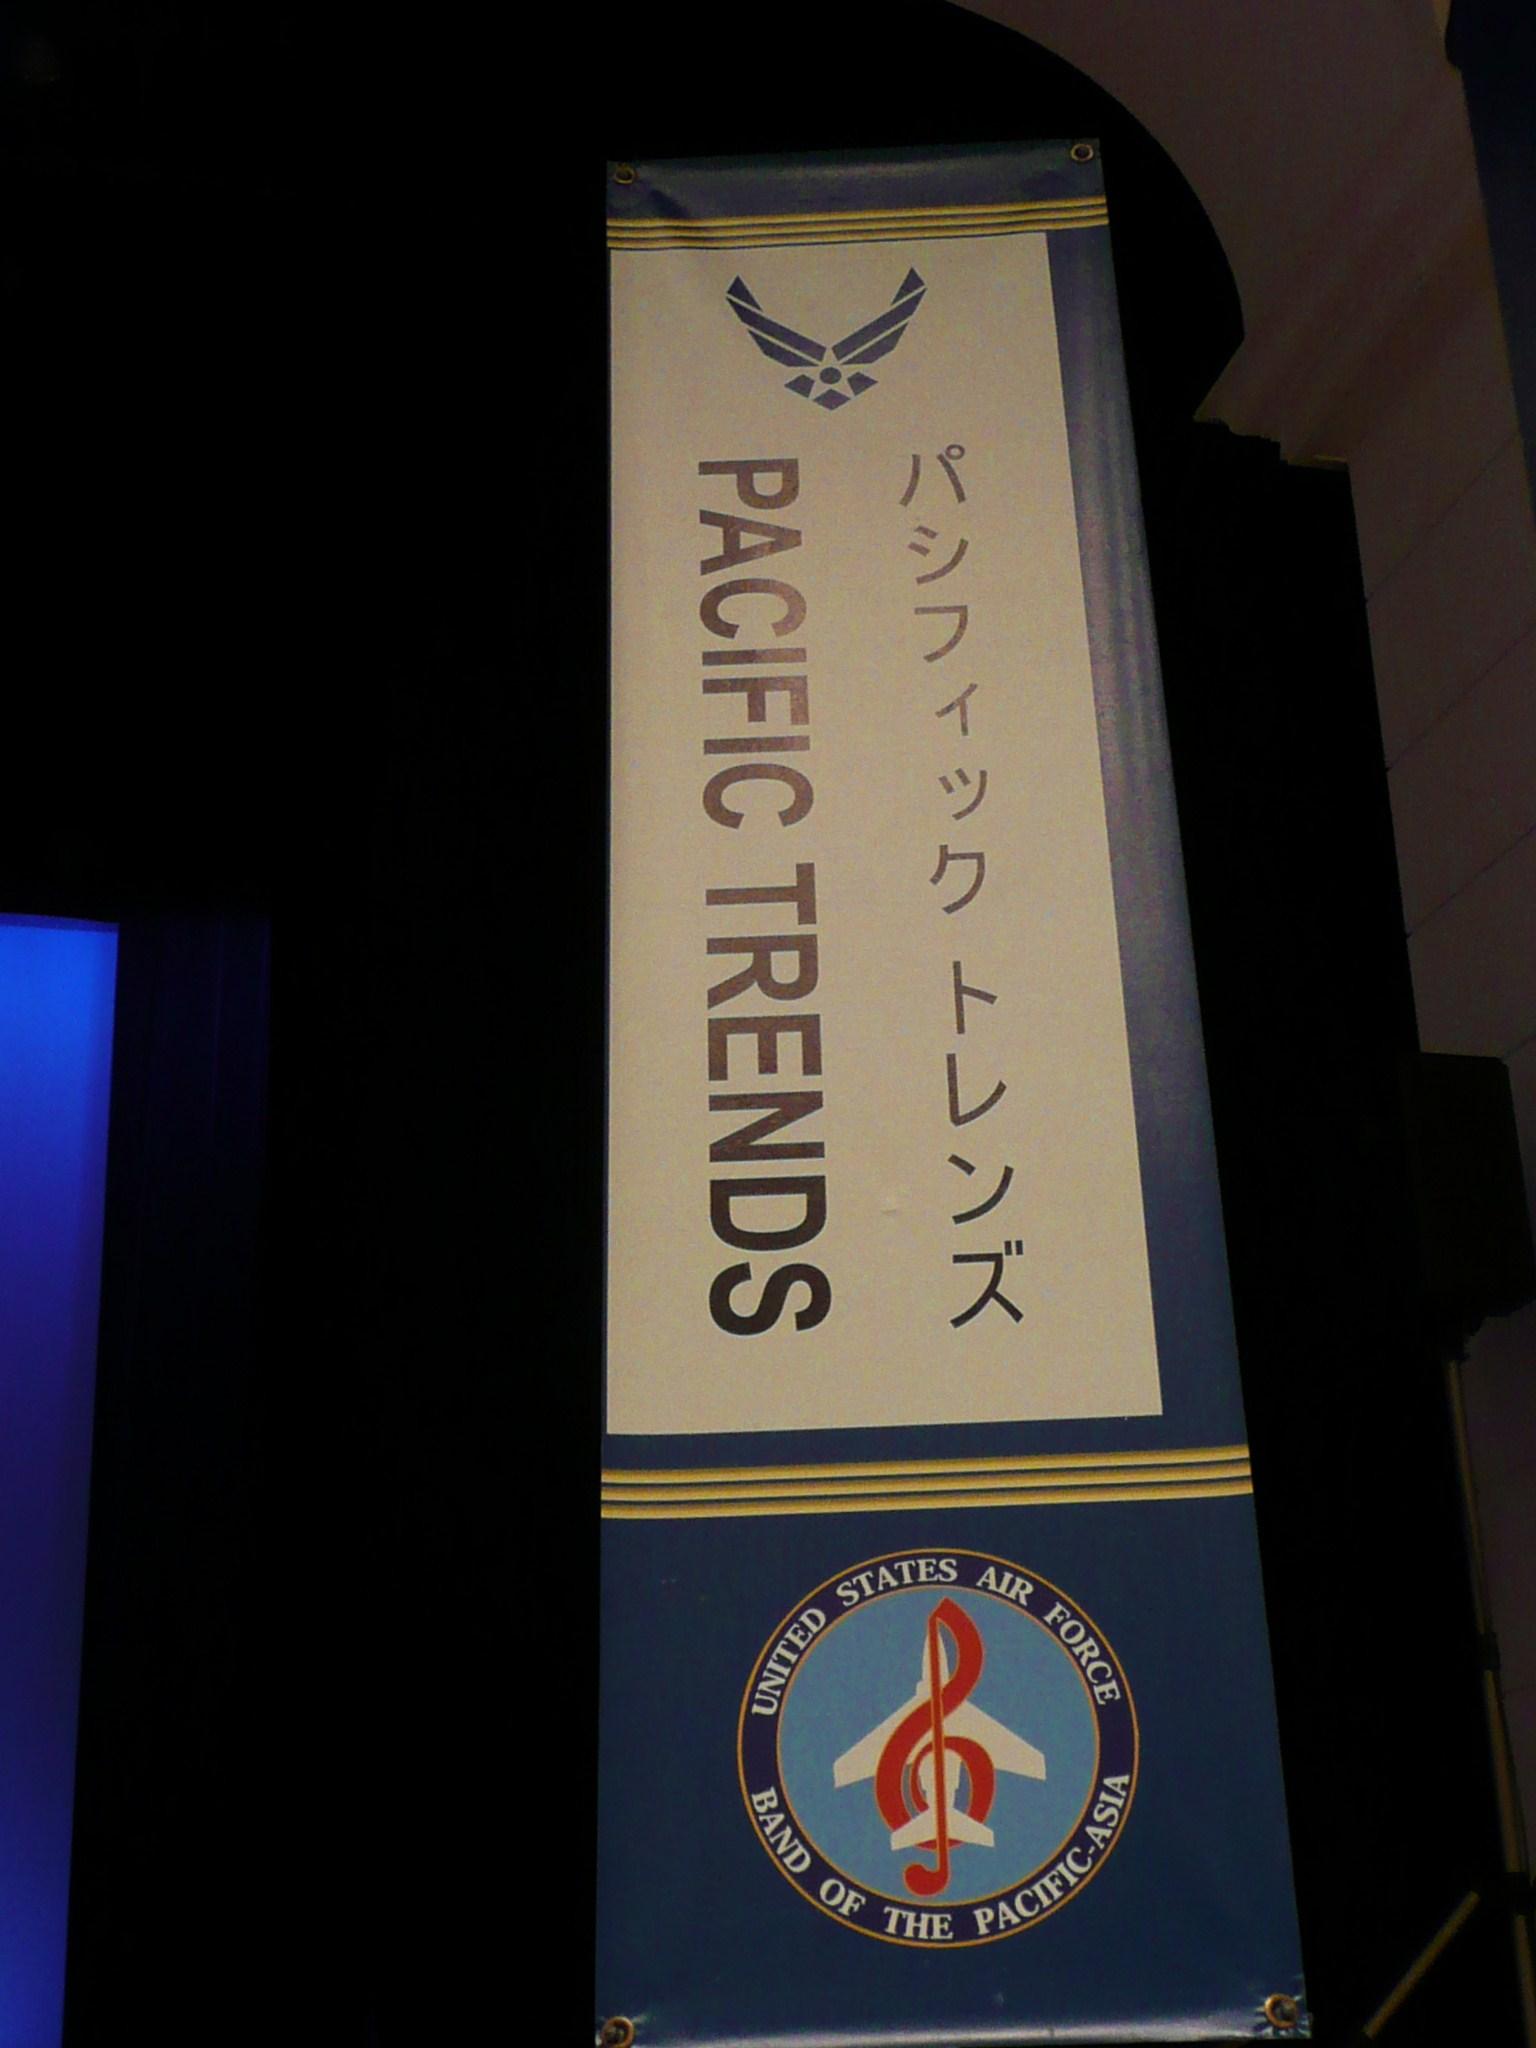 パシフィック トレンズ
PACIFIC TRENDS
UNITED STATES AIR FORCE
BAND OF THE PACIFIC-ASIA